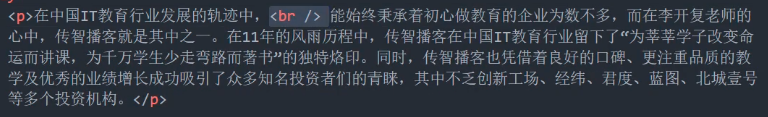 <p>在中国IT教育行业发展的轨迹中，<br />能始终秉承着初心做教育的企业为数不多，而在李开复老师的
心中，传智播客就是其中之一。在11年的风雨历程中，传智播客在中国IT教育行业留下了“为莘莘学子改变命
运而讲课，为千万学生少走弯路而著书”的独特烙印。同时，传智播客也凭借着良好的口碑、更注重品质的教
学及优秀的业绩增长成功吸引了众多知名投资者们的青睐，其中不乏创新工场、经纬、君度、蓝图、北城壹号
等多个投资机构。</p>